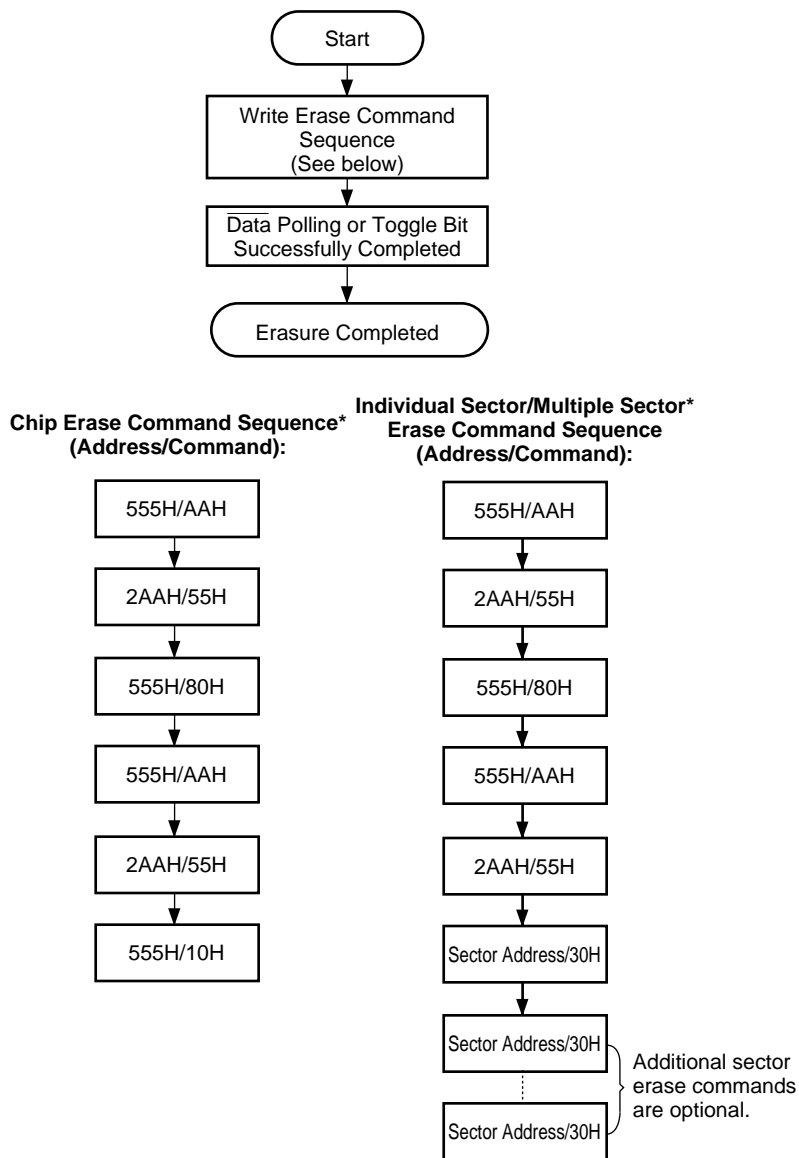 Start
Write Erase Command
Sequence
(See below)
Data Polling or Toggle Bit
Successfully Completed
Erasure Completed
Chip Erase Command Sequence*
(Address/Command):
555H/AAH
2AAH/55H
555H/80H
555H/AAH
2AAH/55H
555H/10H
Individual Sector/Multiple Sector*
Erase Command Sequence
(Address/Command):
555H/AAH
2AAH/55H
555H/80H
555H/AAH
2AAH/55H
Sector Address/30H
Sector Address/30H
Sector Address/30H
Additional sector
erase commands
are optional.